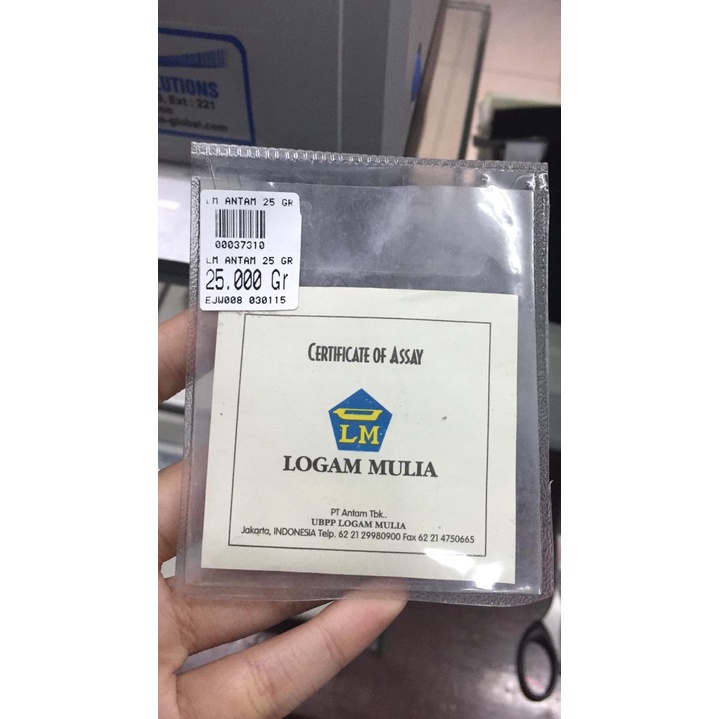 UTIONS
Ext : 221
-global.com
LM ANTAM 25 GR
00037310
LM ANTAM 25 GR
25.000 Gr
EJW008 030115
CERTIFICATE OF ASSAY
LM
LOGAM MULIA
PT Antam Tbk..
UBPP LOGAM MULIA
Jakarta, INDONESIA Telp. 62 21 29980900 Fax 62 21 4750665